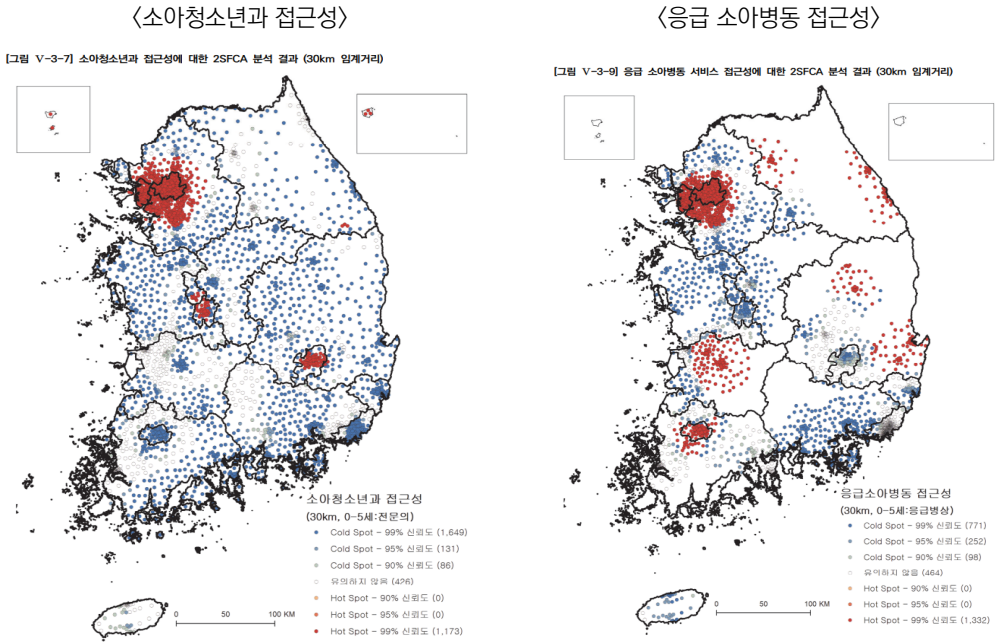 〈소아청소년과 접근성〉
[그림 Ⅴ-3-7] 소아청소년과 접근성에 대한 2SFCA 분석 결과 (30km 임계거리)
소아청소년과 접근성
(30km, 0-5세:전문의)
Cold Spot - 99% 신뢰도 (1,649)
Cold Spot - 95% 신뢰도 (131)
Cold Spot - 90% 신뢰도 (86)
유의하지 않음 (426)
Hot Spot - 90% 신뢰도 (0)
Hot Spot - 95% 신뢰도 (0)
Hot Spot - 99% 신뢰도 (1,173)
0 50 100 KM
〈응급 소아병동 접근성〉
[그림 Ⅴ-3-9] 응급 소아병동 서비스 접근성에 대한 2SFCA 분석 결과 (30km 임계거리)
응급소아병동 접근성
(30km, 0-5세:응급병상)
Cold Spot - 99% 신뢰도 (771)
Cold Spot - 95% 신뢰도 (252)
Cold Spot - 90% 신뢰도 (98)
유의하지 않음 (464)
Hot Spot - 90% 신뢰도 (0)
Hot Spot - 95% 신뢰도 (0)
Hot Spot - 99% 신뢰도 (1,332)
0 50 100 KM